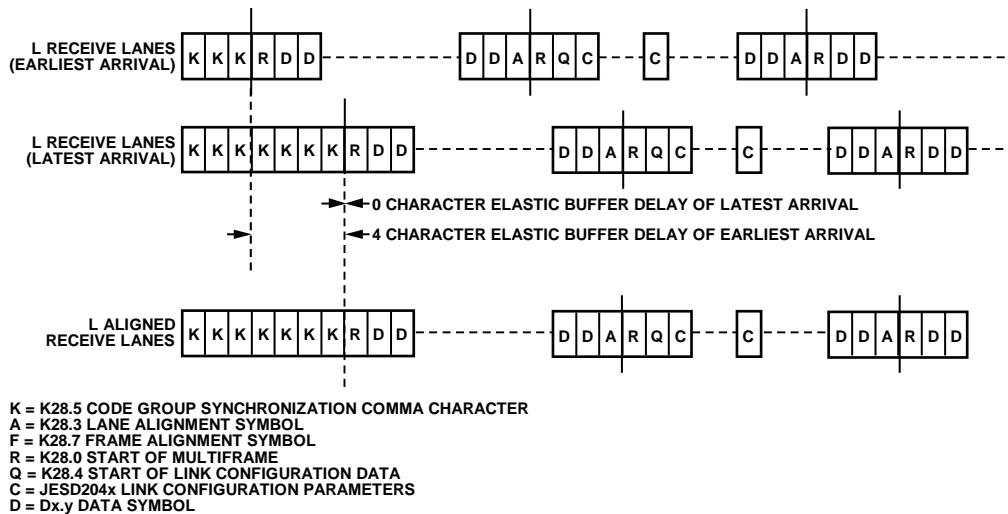 L RECEIVE LANES
(EARLIEST ARRIVAL)
K K K R D D
D D A R Q C
C
D D A R D D
L RECEIVE LANES
(LATEST ARRIVAL)
K K K K K K K R D D
D D A R Q C
C
D D A R D D
0 CHARACTER ELASTIC BUFFER DELAY OF LATEST ARRIVAL
4 CHARACTER ELASTIC BUFFER DELAY OF EARLIEST ARRIVAL
L ALIGNED
RECEIVE LANES
K K K K K K K R D D
D D A R Q C
C
D D A R D D
K = K28.5 CODE GROUP SYNCHRONIZATION COMMA CHARACTER
A = K28.3 LANE ALIGNMENT SYMBOL
F = K28.7 FRAME ALIGNMENT SYMBOL
R = K28.0 START OF MULTIFRAME
Q = K28.4 START OF LINK CONFIGURATION DATA
C = JESD204x LINK CONFIGURATION PARAMETERS
D = Dx.y DATA SYMBOL